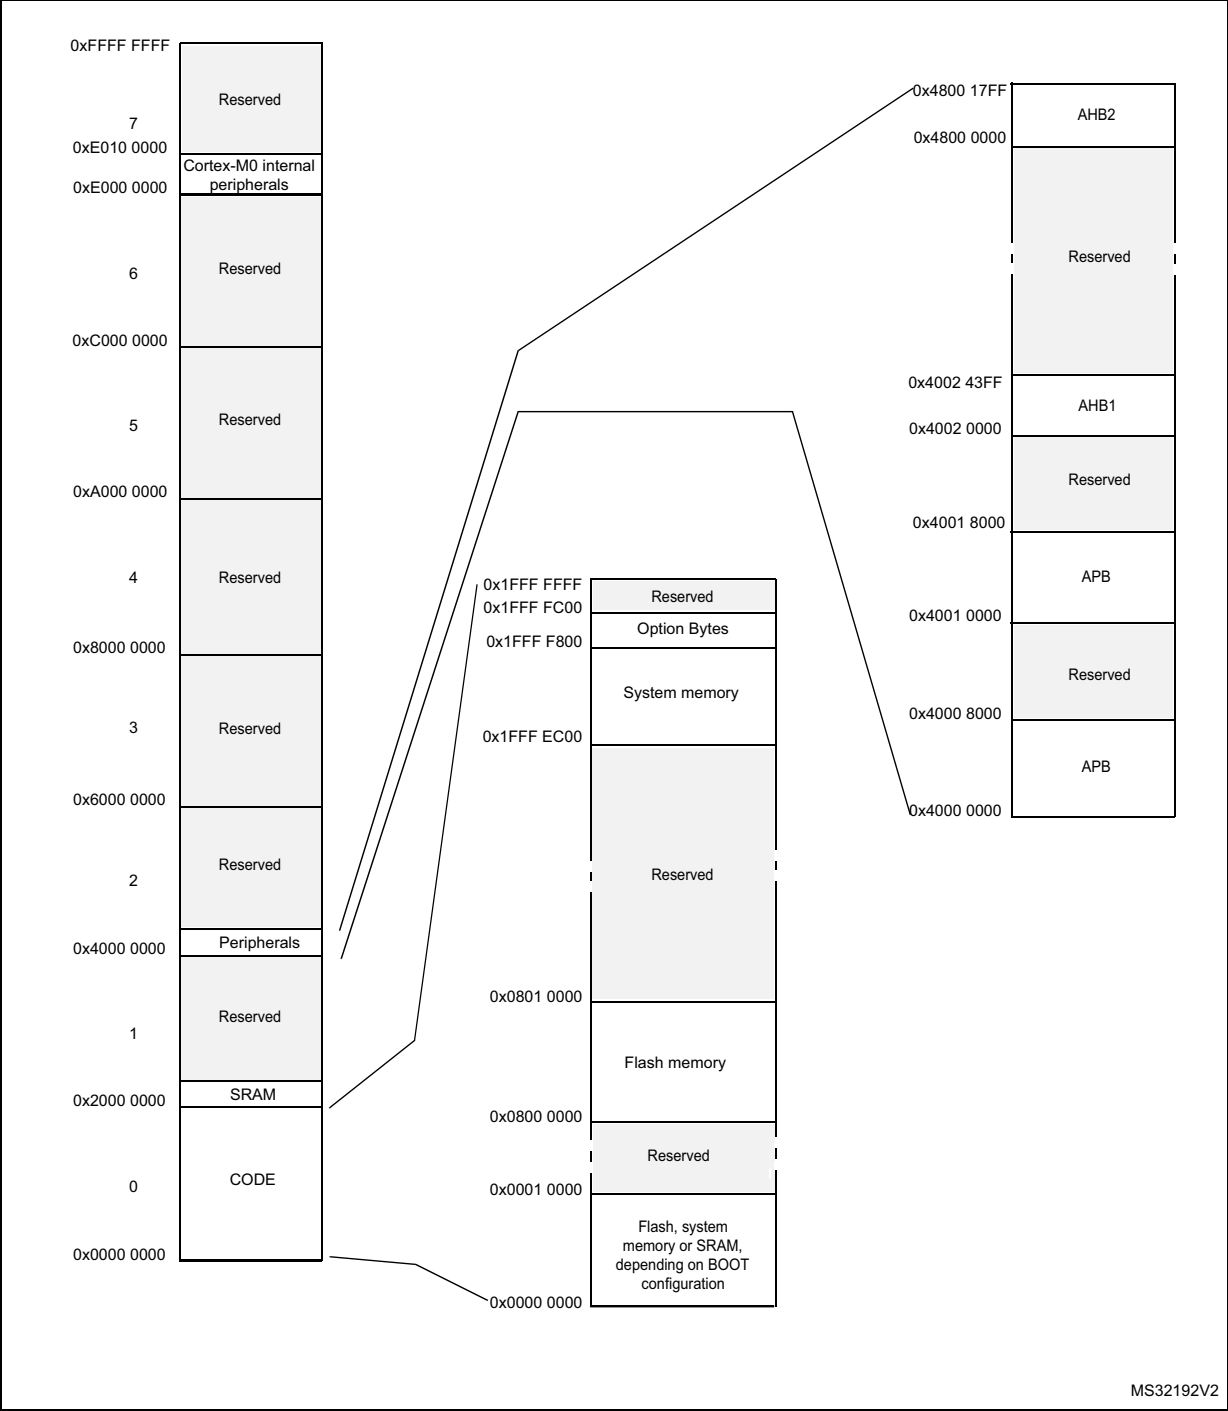 0xFFFF FFFF
Reserved
7
0xE010 0000
Cortex-M0 internal
peripherals
0xE000 0000
Reserved
6
0xC000 0000
Reserved
5
0xA000 0000
Reserved
4
0x8000 0000
Reserved
3
0x6000 0000
Reserved
2
Peripherals
0x4000 0000
Reserved
1
SRAM
0x2000 0000
CODE
0
0x0000 0000
0x1FFF FFFF
Reserved
0x1FFF FC00
Option Bytes
0x1FFF F800
System memory
0x1FFF EC00
Reserved
0x0801 0000
Flash memory
0x0800 0000
Reserved
0x0001 0000
Flash, system
memory or SRAM,
depending on BOOT
configuration
0x0000 0000
0x4800 17FF
AHB2
0x4800 0000
Reserved
0x4002 43FF
AHB1
0x4002 0000
Reserved
0x4001 8000
APB
0x4001 0000
Reserved
0x4000 8000
APB
0x4000 0000
MS32192V2